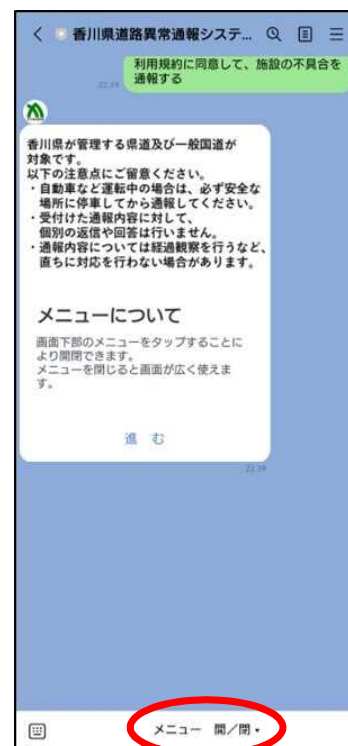 香川県道路異常通報システ...
利用規約に同意して、施設の不具合を
通報する
22:39
香川県が管理する県道及び一般国道が
対象です。
以下の注意点にご留意ください。
・自動車など運転中の場合は、必ず安全な
場所に停車してから通報してください。
・受付けた通報内容に対して、
個別の返信や回答は行いません。
・通報内容については経過観察を行うなど、
直ちに対応を行わない場合があります。
メニューについて
画面下部のメニューをタップすることに
より開閉できます。
メニューを閉じると画面が広く使えま
す。
進 む
22:39
メニュー 開/閉▾